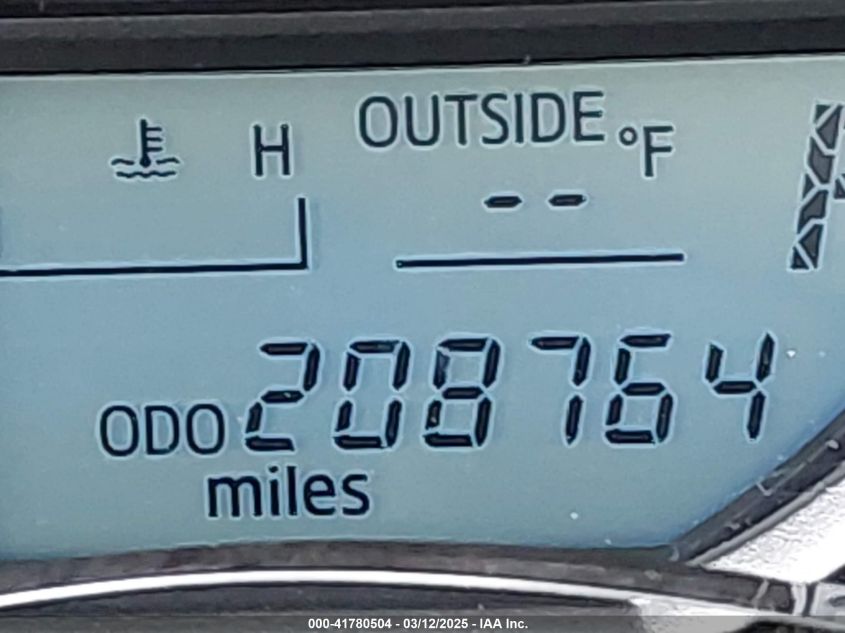 H
OUTSIDE °F
--
ODO 208764
miles
000-41780504 - 03/12/2025 - IAA Inc.